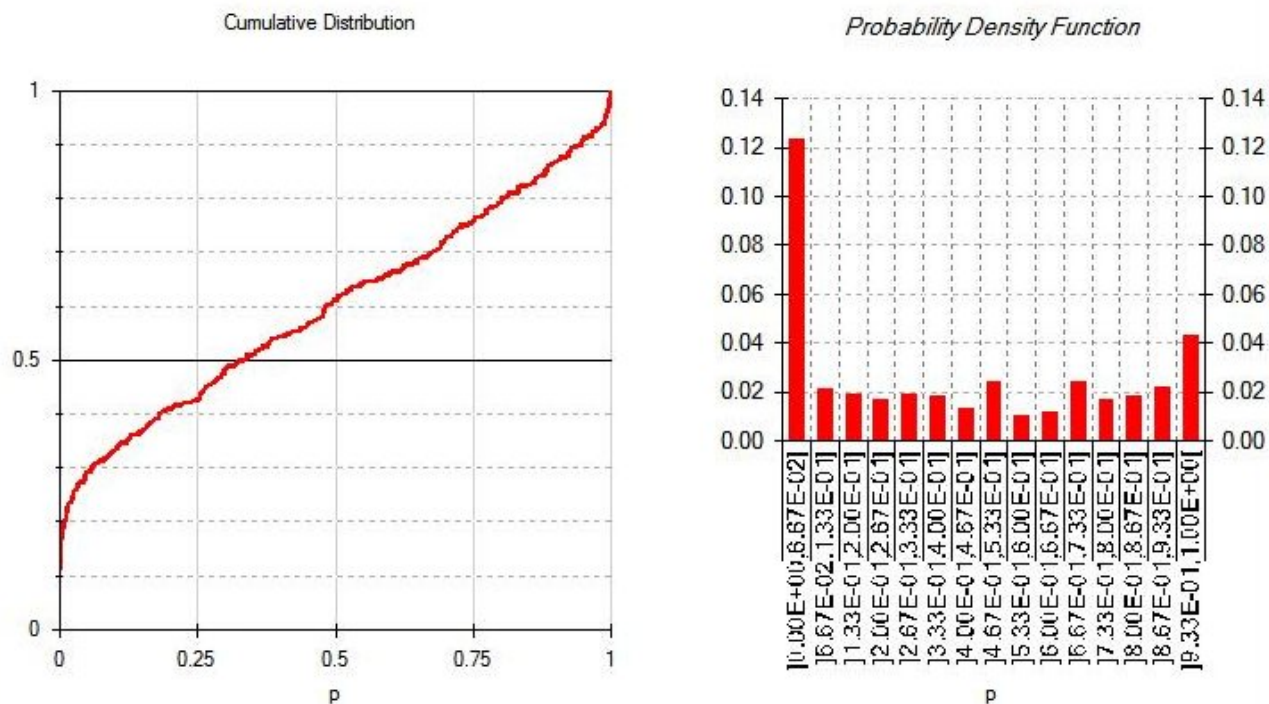 Cumulative Distribution
1
0.5
0
0
0.25
0.5
0.75
1
p
Probability Density Function
0.14
0.12
0.10
0.08
0.06
0.04
0.02
0.00
0.14
0.12
0.10
0.08
0.06
0.04
0.02
0.00
]0.00E+00,6.67E-02]
]6.67E-02,1.33E-01]
]1.33E-01,2.00E-01]
]2.00E-01,2.67E-01]
]2.67E-01,3.33E-01]
]3.33E-01,4.00E-01]
]4.00E-01,4.67E-01]
]4.67E-01,5.33E-01]
]5.33E-01,6.00E-01]
]6.00E-01,6.67E-01]
]6.67E-01,7.33E-01]
]7.33E-01,8.00E-01]
]8.00E-01,8.67E-01]
]8.67E-01,9.33E-01]
]9.33E-01,1.00E+00[
p